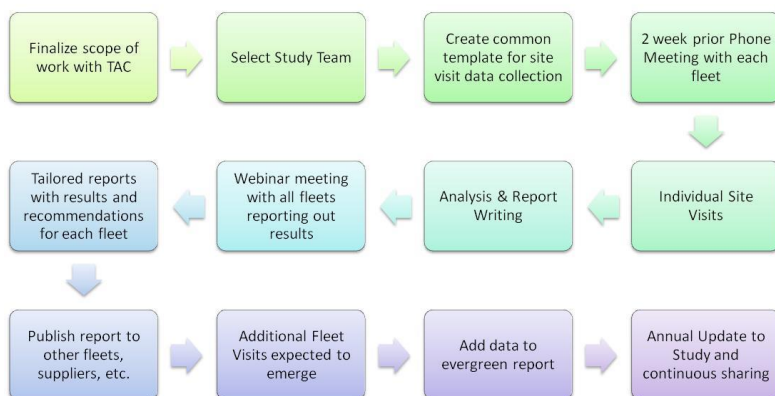 Finalize scope of
work with TAC
Select Study Team
Create common
template for site
visit data collection
2 week prior Phone
Meeting with each
fleet
Individual Site
Visits
Analysis & Report
Writing
Webinar meeting
with all fleets
reporting out
results
Tailored reports
with results and
recommendations
for each fleet
Publish report to
other fleets,
suppliers, etc.
Additional Fleet
Visits expected to
emerge
Add data to
evergreen report
Annual Update to
Study and
continuous sharing